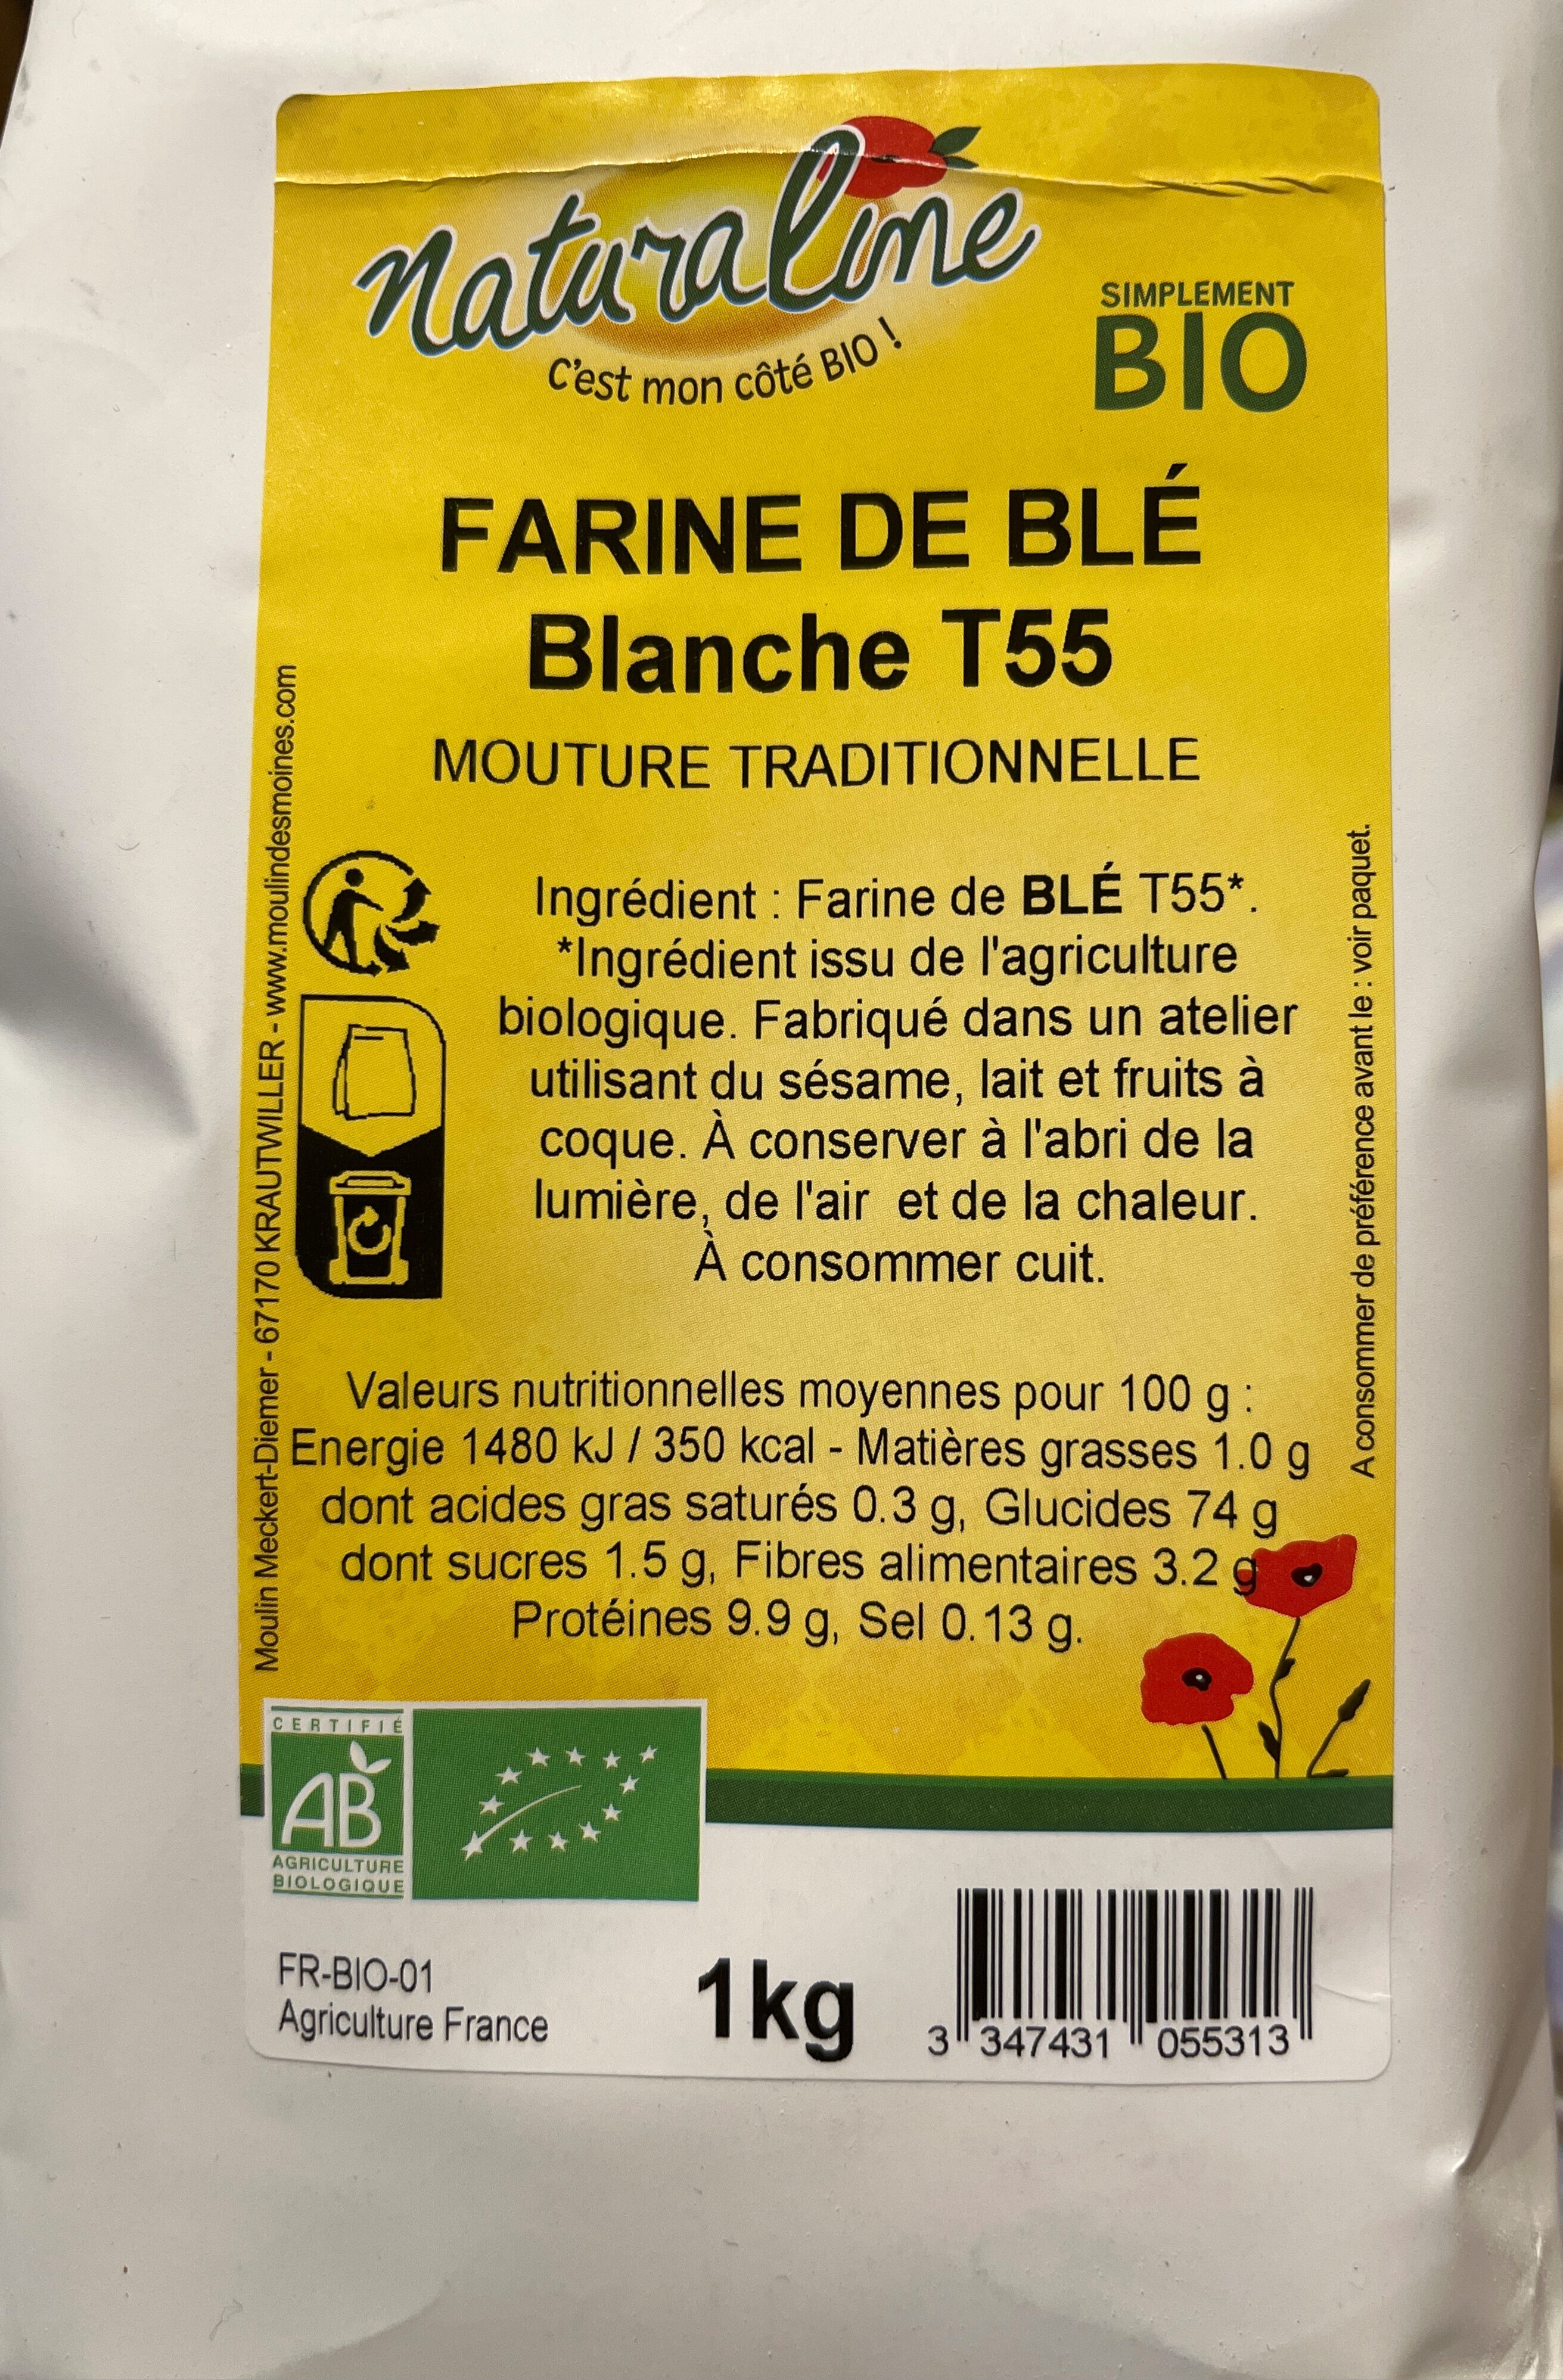 naturaline
C'est mon côté BIO !
SIMPLEMENT
BIO
FARINE DE BLÉ
Blanche T55
MOUTURE TRADITIONNELLE
Ingrédient : Farine de BLÉ T55*.
*Ingrédient issu de l'agriculture
biologique. Fabriqué dans un atelier
utilisant du sésame, lait et fruits à
coque. À conserver à l'abri de la
lumière, de l'air et de la chaleur.
À consommer cuit.
Valeurs nutritionnelles moyennes pour 100 g :
Energie 1480 kJ / 350 kcal - Matières grasses 1.0 g
dont acides gras saturés 0.3 g, Glucides 74 g
dont sucres 1.5 g, Fibres alimentaires 3.2 g
Protéines 9.9 g, Sel 0.13 g.
Moulin Meckert-Diemer - 67170 KRAUTWILLER - www.moulindesmoines.com
A consommer de préférence avant le : voir paquet.
CERTIFIÉ
AB
AGRICULTURE
BIOLOGIQUE
FR-BIO-01
Agriculture France
1kg
3 347431 055313